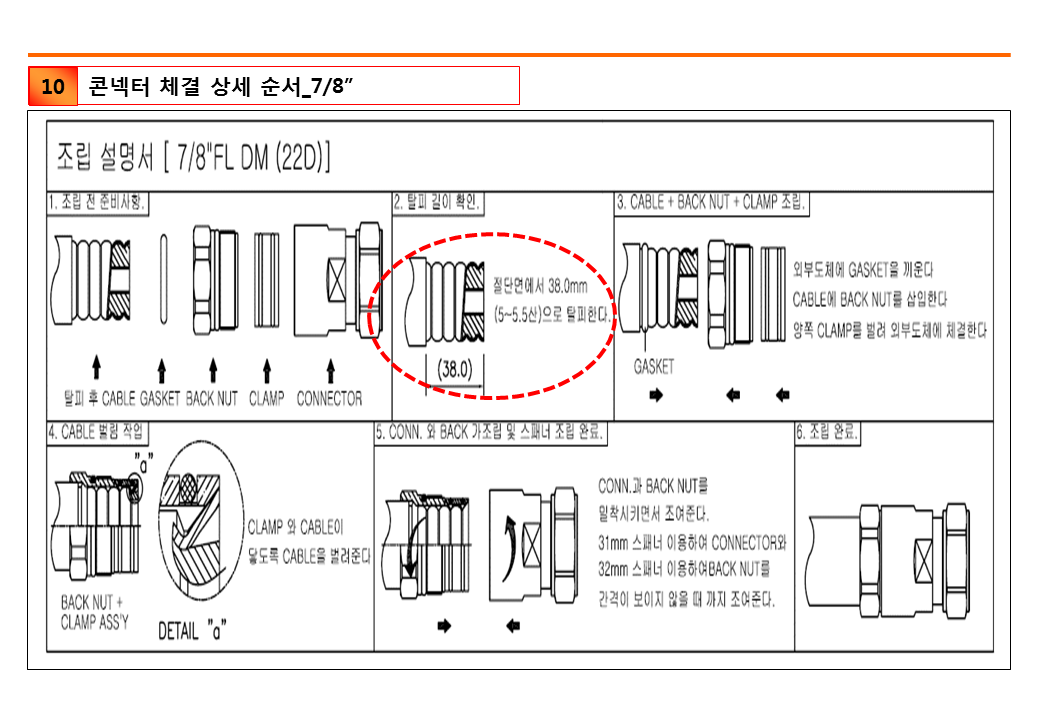 10
콘넥터 체결 상세 순서_7/8”
조립 설명서 [ 7/8"FL DM (22D)]
1. 조립 전 준비사항.
탈피 후 CABLE
GASKET
BACK NUT
CLAMP
CONNECTOR
2. 탈피 길이 확인.
절단면에서 38.0mm
(5~5.5산)으로 탈피한다.
(38.0)
3. CABLE + BACK NUT + CLAMP 조립.
외부도체에 GASKET을 끼운다
CABLE에 BACK NUT를 삽입한다
양쪽 CLAMP를 벌려 외부도체에 체결한다
GASKET
4. CABLE 벌림 작업
"a"
CLAMP 와 CABLE이
닿도록 CABLE을 벌려준다
BACK NUT +
CLAMP ASS'Y
DETAIL "a"
5. CONN. 와 BACK 가조립 및 스패너 조립 완료.
CONN.과 BACK NUT를
밀착시키면서 조여준다.
31mm 스패너 이용하여 CONNECTOR와
32mm 스패너 이용하여BACK NUT를
간격이 보이지 않을 때 까지 조여준다.
6. 조립 완료.